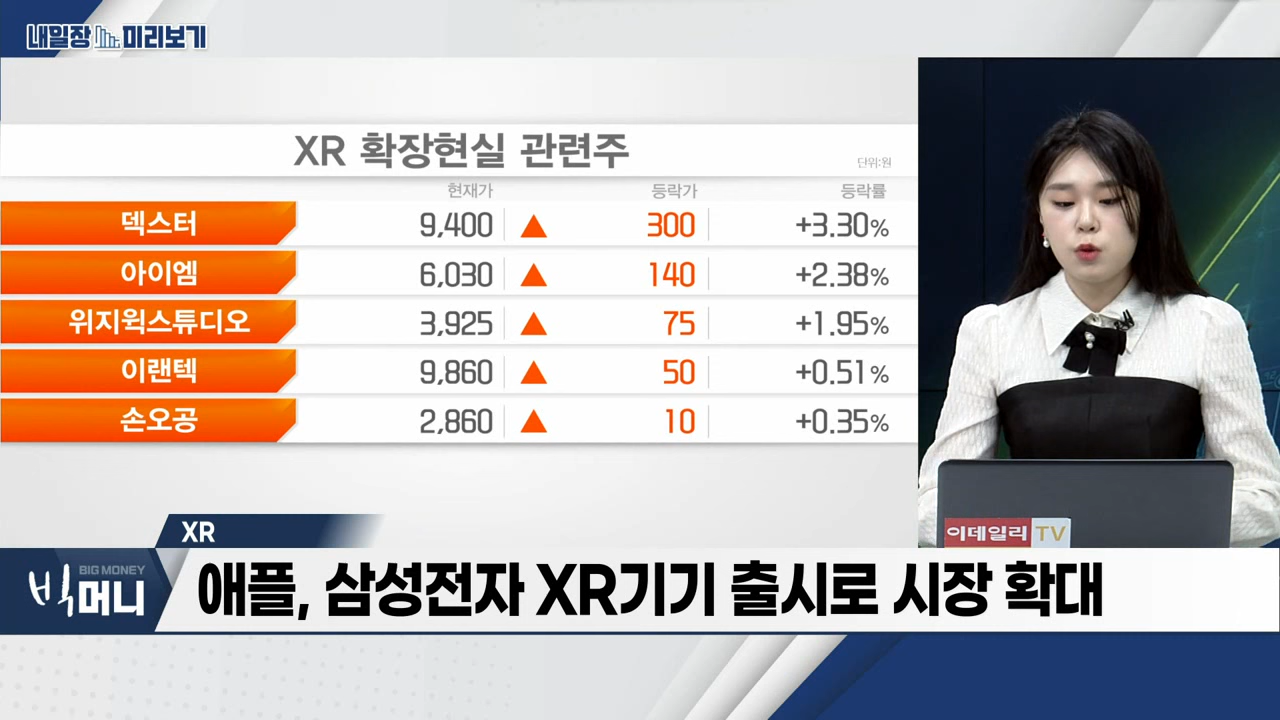 내일장 미리보기
XR 확장현실 관련주
단위:원
현재가 등락가 등락률
덱스터 9,400 ▲ 300 +3.30%
아이엠 6,030 ▲ 140 +2.38%
위지윅스튜디오 3,925 ▲ 75 +1.95%
이랜텍 9,860 ▲ 50 +0.51%
손오공 2,860 ▲ 10 +0.35%
이데일리 TV
XR
BIG MONEY
빅머니
애플, 삼성전자 XR기기 출시로 시장 확대